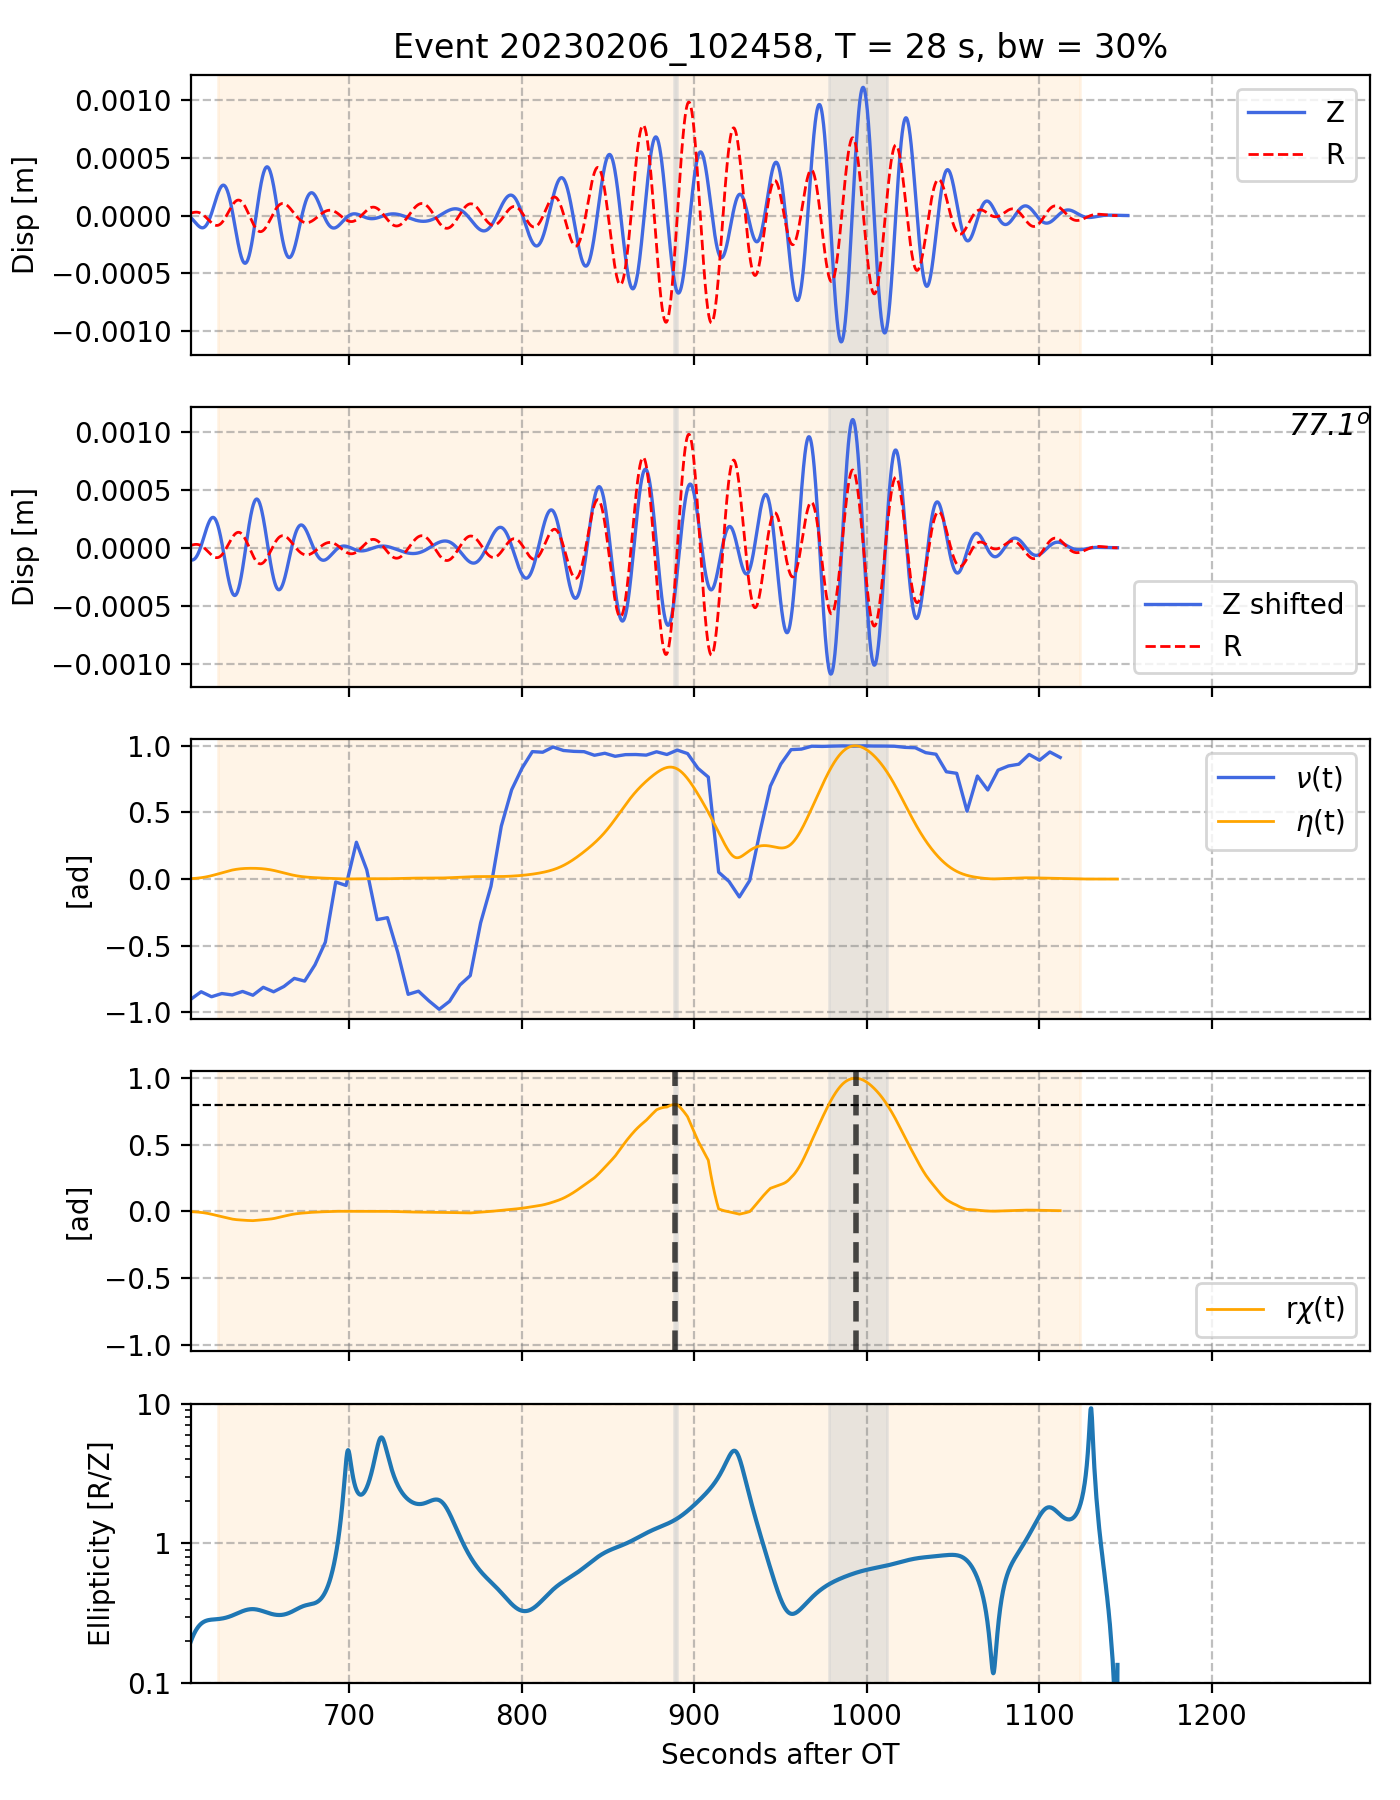 Event 20230206_102458, T = 28 s, bw = 30%
0.0010
0.0005
0.0000
−0.0005
−0.0010
Disp [m]
Z
R
0.0010
0.0005
0.0000
−0.0005
−0.0010
Disp [m]
77.1°
Z shifted
R
1.0
0.5
0.0
−0.5
−1.0
[ad]
ν(t)
η(t)
1.0
0.5
0.0
−0.5
−1.0
[ad]
rχ(t)
10
1
0.1
Ellipticity [R/Z]
700 800 900 1000 1100 1200
Seconds after OT